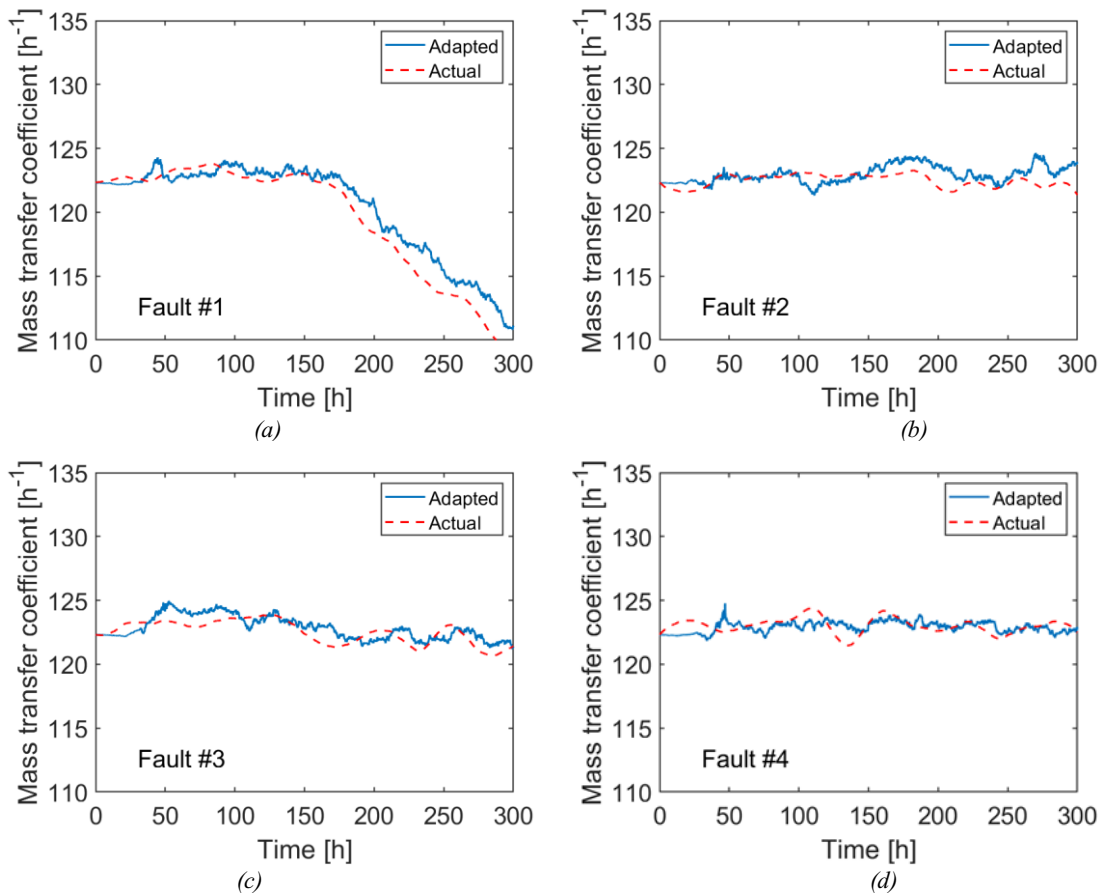 135
130
125
120
115
110
Mass transfer coefficient [h⁻¹]
Adapted
Actual
Fault #1
0 50 100 150 200 250 300
Time [h]
(a)
135
130
125
120
115
110
Mass transfer coefficient [h⁻¹]
Adapted
Actual
Fault #2
0 50 100 150 200 250 300
Time [h]
(b)
135
130
125
120
115
110
Mass transfer coefficient [h⁻¹]
Adapted
Actual
Fault #3
0 50 100 150 200 250 300
Time [h]
(c)
135
130
125
120
115
110
Mass transfer coefficient [h⁻¹]
Adapted
Actual
Fault #4
0 50 100 150 200 250 300
Time [h]
(d)